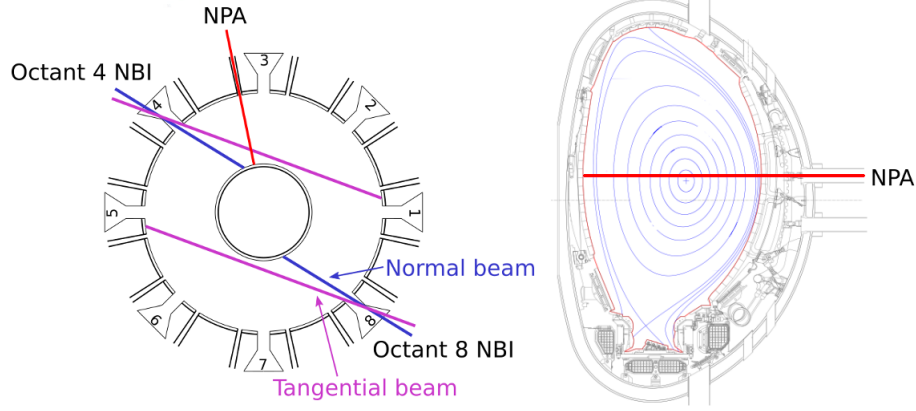 NPA
Octant 4 NBI
3
4
2
5
1
NPA
Normal beam
6
8
7
Octant 8 NBI
Tangential beam